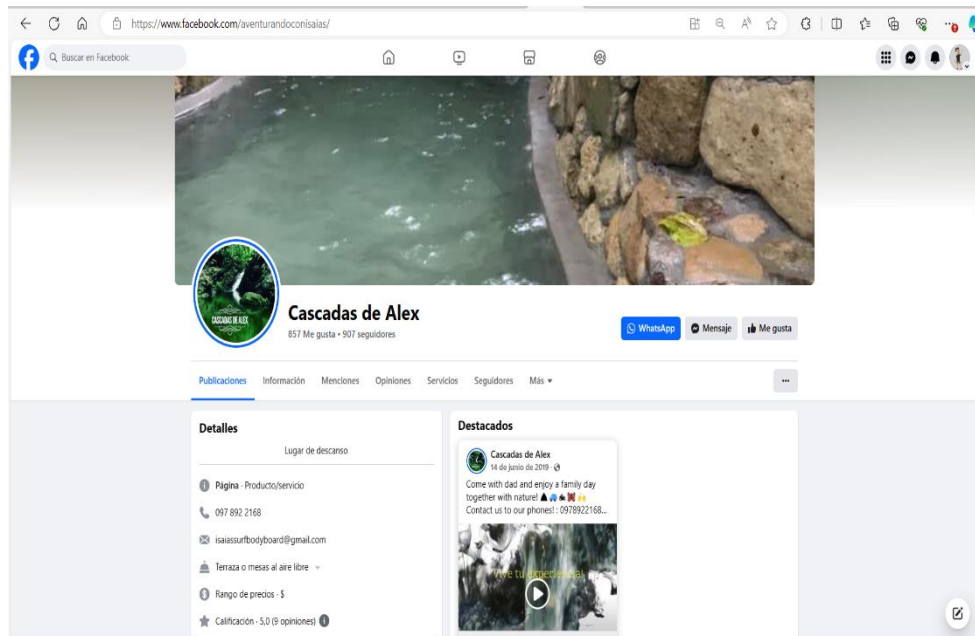 https://www.facebook.com/aventurandoconisaias/
Buscar en Facebook
CASCADAS DE ALEX
Cascadas de Alex
857 Me gusta • 907 seguidores
WhatsApp
Mensaje
Me gusta
Publicaciones Información Menciones Opiniones Servicios Seguidores Más
Detalles
Lugar de descanso
Página · Producto/servicio
097 892 2168
isaiassurfbodyboard@gmail.com
Terraza o mesas al aire libre
Rango de precios · $
Calificación · 5,0 (9 opiniones)
Destacados
Cascadas de Alex
14 de junio de 2019 ·
Come with dad and enjoy a family day
together with nature!
Contact us to our phones! : 0978922168...
Vive tu experiencia!